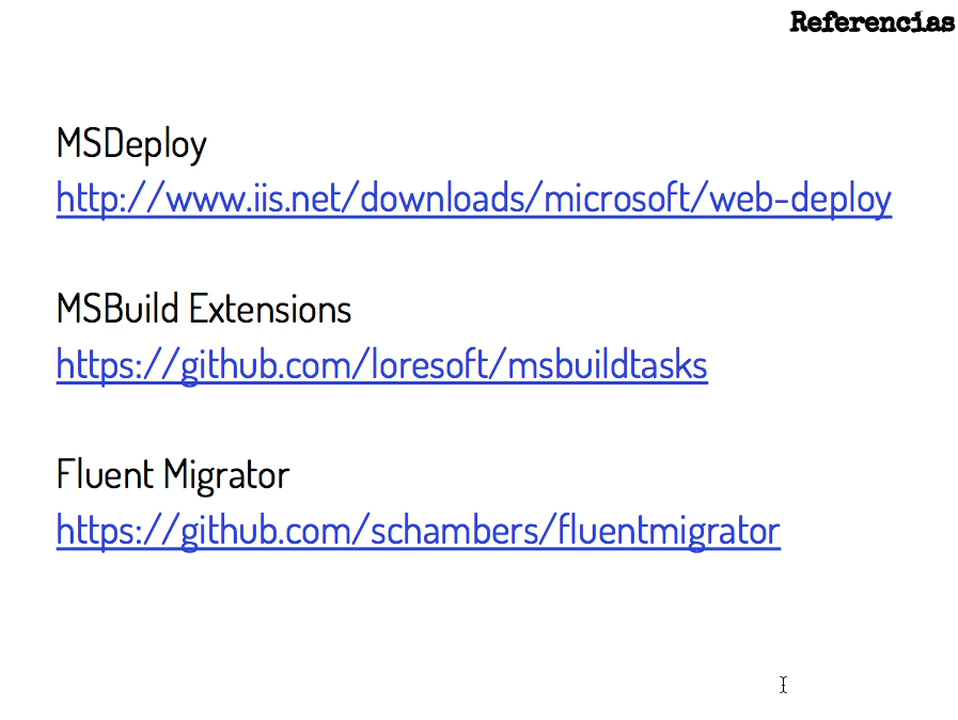 Referencias
MSDeploy
http://www.iis.net/downloads/microsoft/web-deploy
MSBuild Extensions
https://github.com/loresoft/msbuildtasks
Fluent Migrator
https://github.com/schambers/fluentmigrator